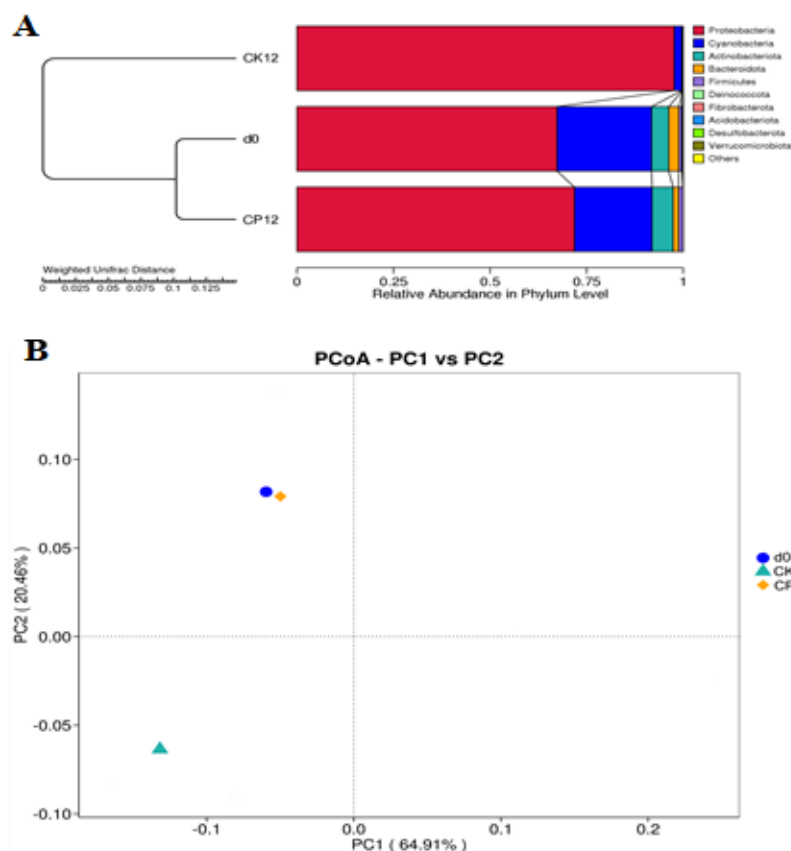 A
CK12
d0
CP12
Weighted Unifrac Distance
0 0.025 0.05 0.075 0.1 0.125
0 0.25 0.5 0.75 1
Relative Abundance in Phylum Level
Proteobacteria
Cyanobacteria
Actinobacteriota
Bacteroidota
Firmicutes
Deinococcota
Fibrobacterota
Acidobacteriota
Desulfobacterota
Verrucomicrobiota
Others
B
PCoA - PC1 vs PC2
PC2 ( 20.46%)
0.10
0.05
0.00
-0.05
-0.10
-0.1 0.0 0.1 0.2
PC1 ( 64.91%)
d0
CK
CP